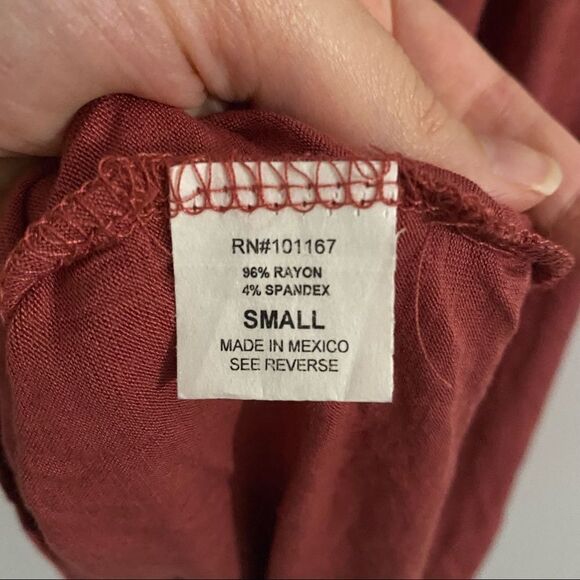 RN#101167
96% RAYON
4% SPANDEX
SMALL
MADE IN MEXICO
SEE REVERSE